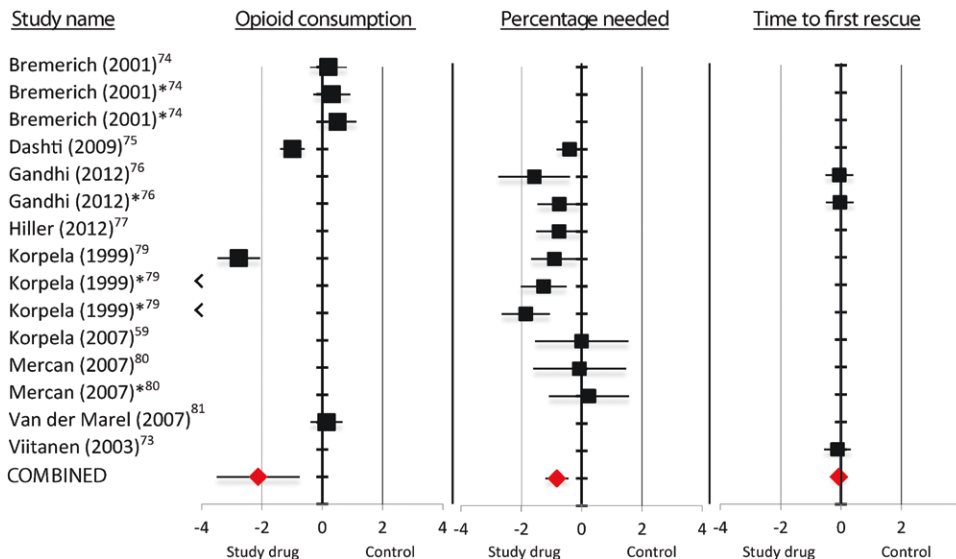 Study name Opioid consumption Percentage needed Time to first rescue
Bremerich (2001)74
Bremerich (2001)*74
Bremerich (2001)*74
Dashti (2009)75
Gandhi (2012)76
Gandhi (2012)*76
Hiller (2012)77
Korpela (1999)79
Korpela (1999)*79 <
Korpela (1999)*79 <
Korpela (2007)59
Mercan (2007)80
Mercan (2007)*80
Van der Marel (2007)81
Viitanen (2003)73
COMBINED
-4 -2 0 2 4 -4 -2 0 2 4 -4 -2 0 2 4
Study drug Control Study drug Control Study drug Control